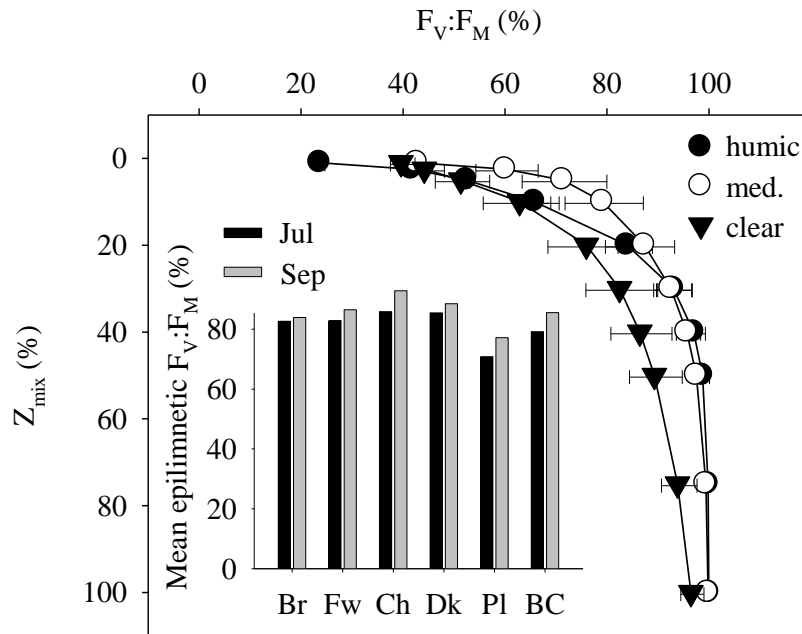 F_V:F_M (%)
0 20 40 60 80 100
humic
med.
clear
Z_mix (%)
0
20
40
60
80
100
Jul
Sep
Mean epilimnetic F_V:F_M (%)
80
60
40
20
0
Br Fw Ch Dk Pl BC